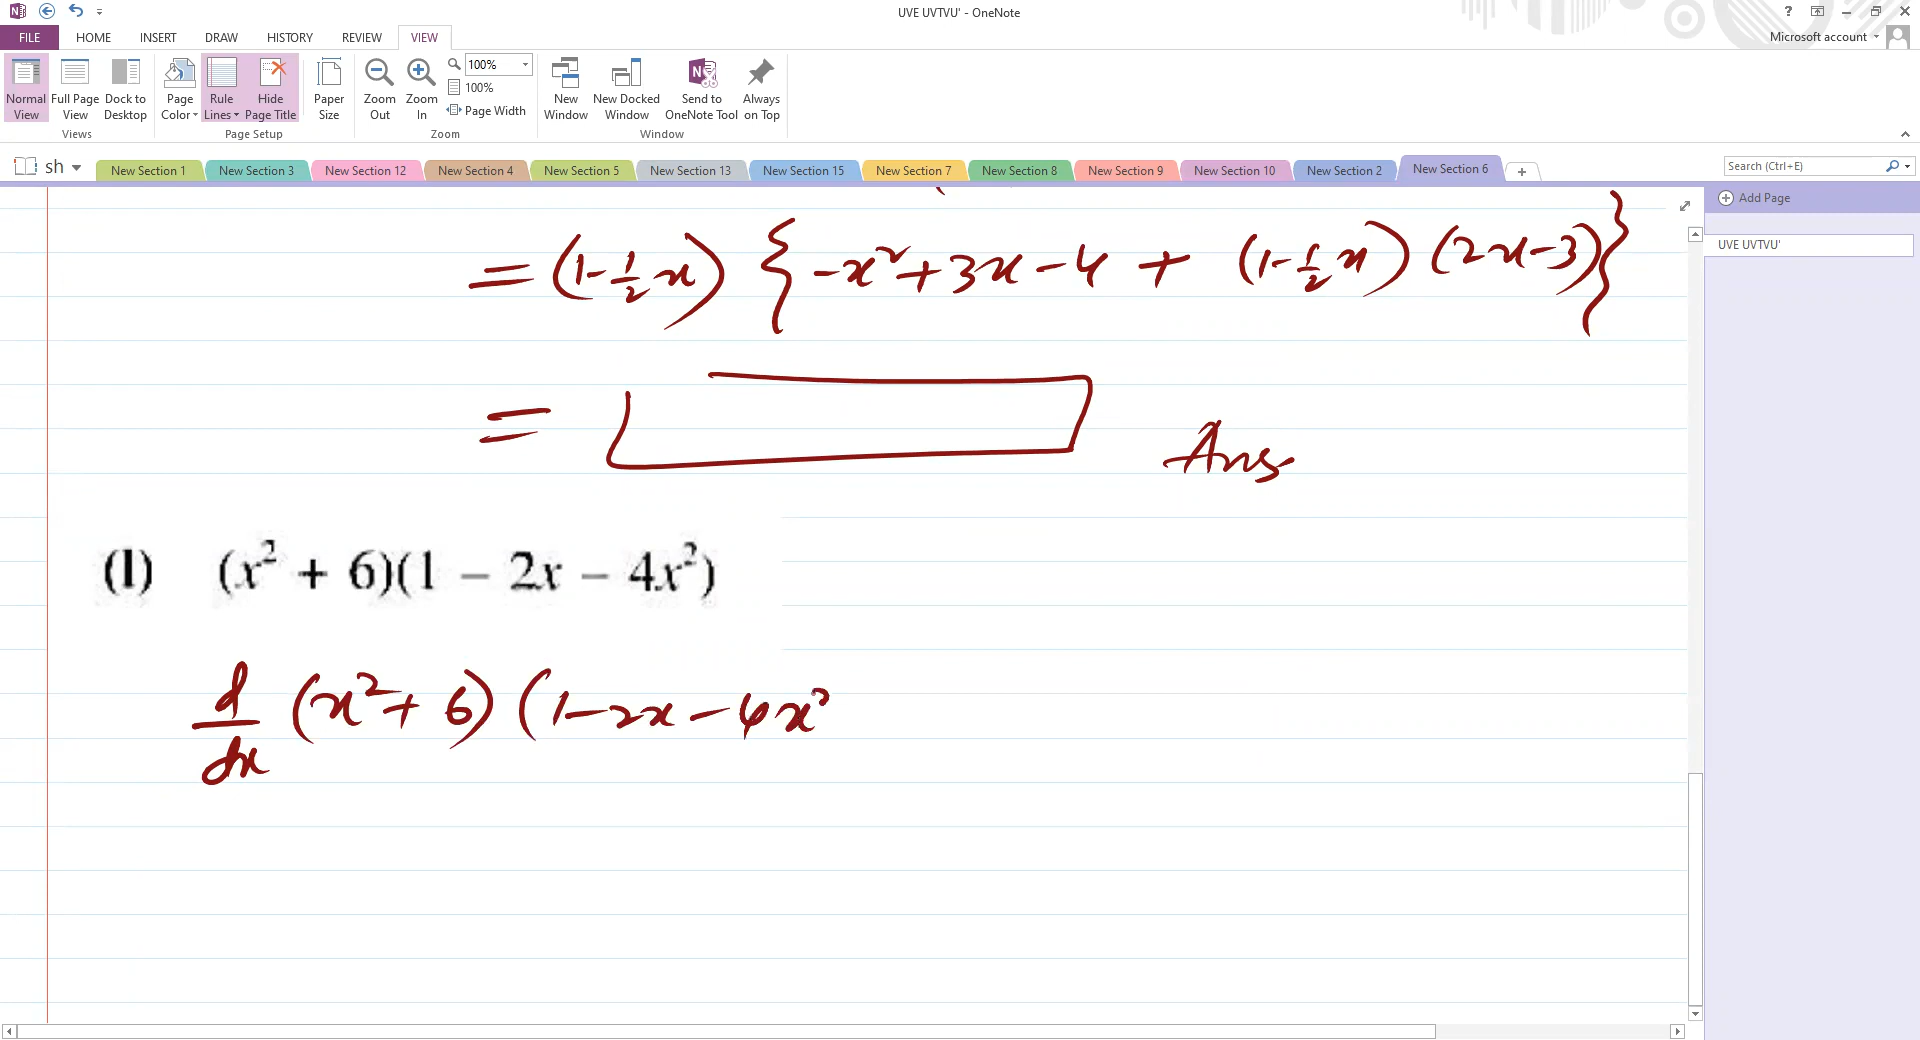 UVE UVTVU' - OneNote
FILE HOME INSERT DRAW HISTORY REVIEW VIEW
Microsoft account
Normal View Full Page View Dock to Desktop Page Color Rule Lines Hide Page Title Paper Size Zoom Out Zoom In 100% 100% Page Width New Window New Docked Window Send to OneNote Tool Always on Top
Views Page Setup Zoom Window
sh New Section 1 New Section 3 New Section 12 New Section 4 New Section 5 New Section 13 New Section 15 New Section 7 New Section 8 New Section 9 New Section 10 New Section 2 New Section 6
Search (Ctrl+E)
Add Page
UVE UVTVU'
= (1-½x) { -x²+3x-4 + (1-½x) (2x-3)}
= Ans
(l) (x² + 6)(1 − 2x − 4x²)
d/dx (x²+6) (1-2x-4x²